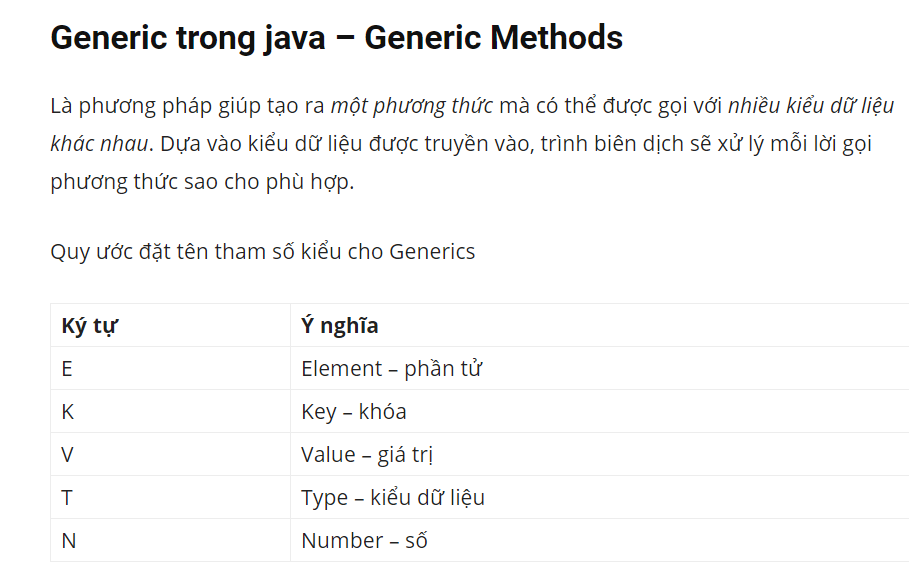 Generic trong java – Generic Methods
Là phương pháp giúp tạo ra một phương thức mà có thể được gọi với nhiều kiểu dữ liệu
khác nhau. Dựa vào kiểu dữ liệu được truyền vào, trình biên dịch sẽ xử lý mỗi lời gọi
phương thức sao cho phù hợp.
Quy ước đặt tên tham số kiểu cho Generics
Ký tự Ý nghĩa
E Element – phần tử
K Key – khóa
V Value – giá trị
T Type – kiểu dữ liệu
N Number – số